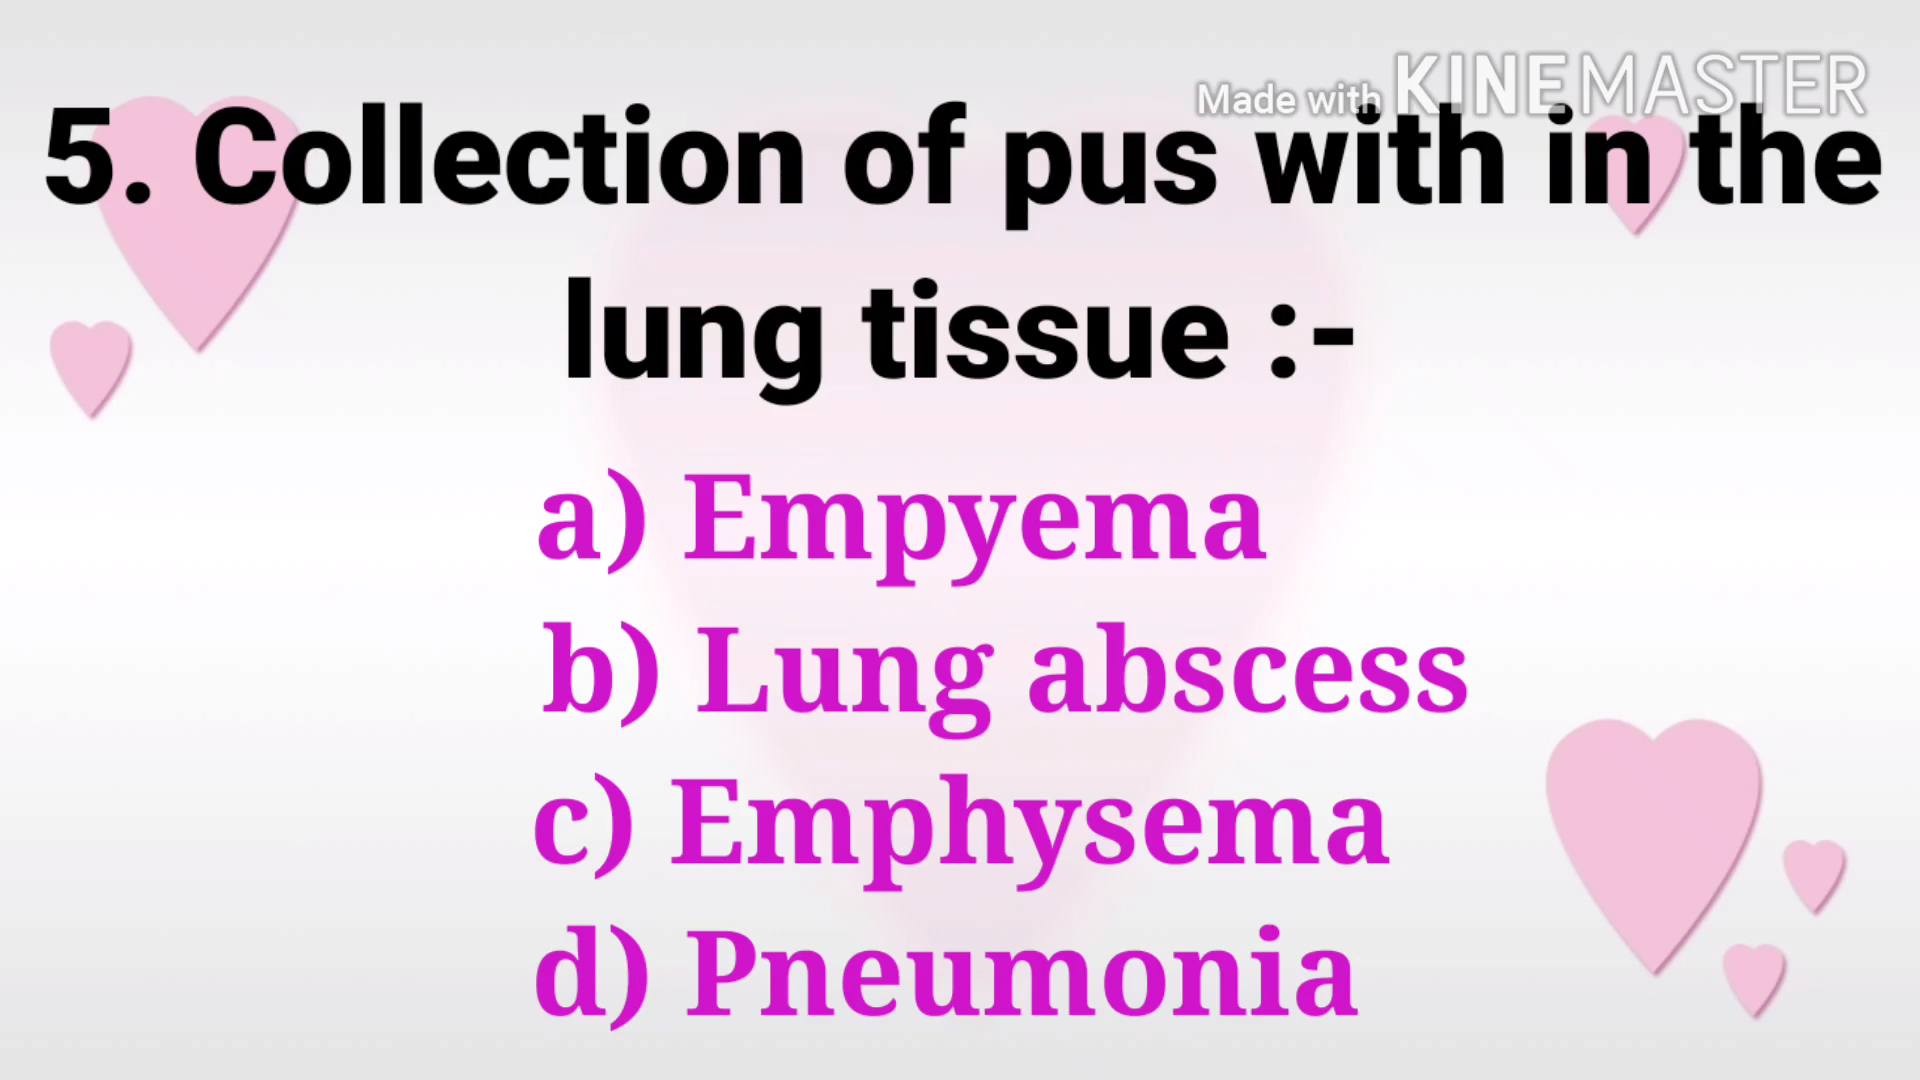 Made with KINEMASTER
5. Collection of pus with in the
lung tissue :-
a) Empyema
b) Lung abscess
c) Emphysema
d) Pneumonia